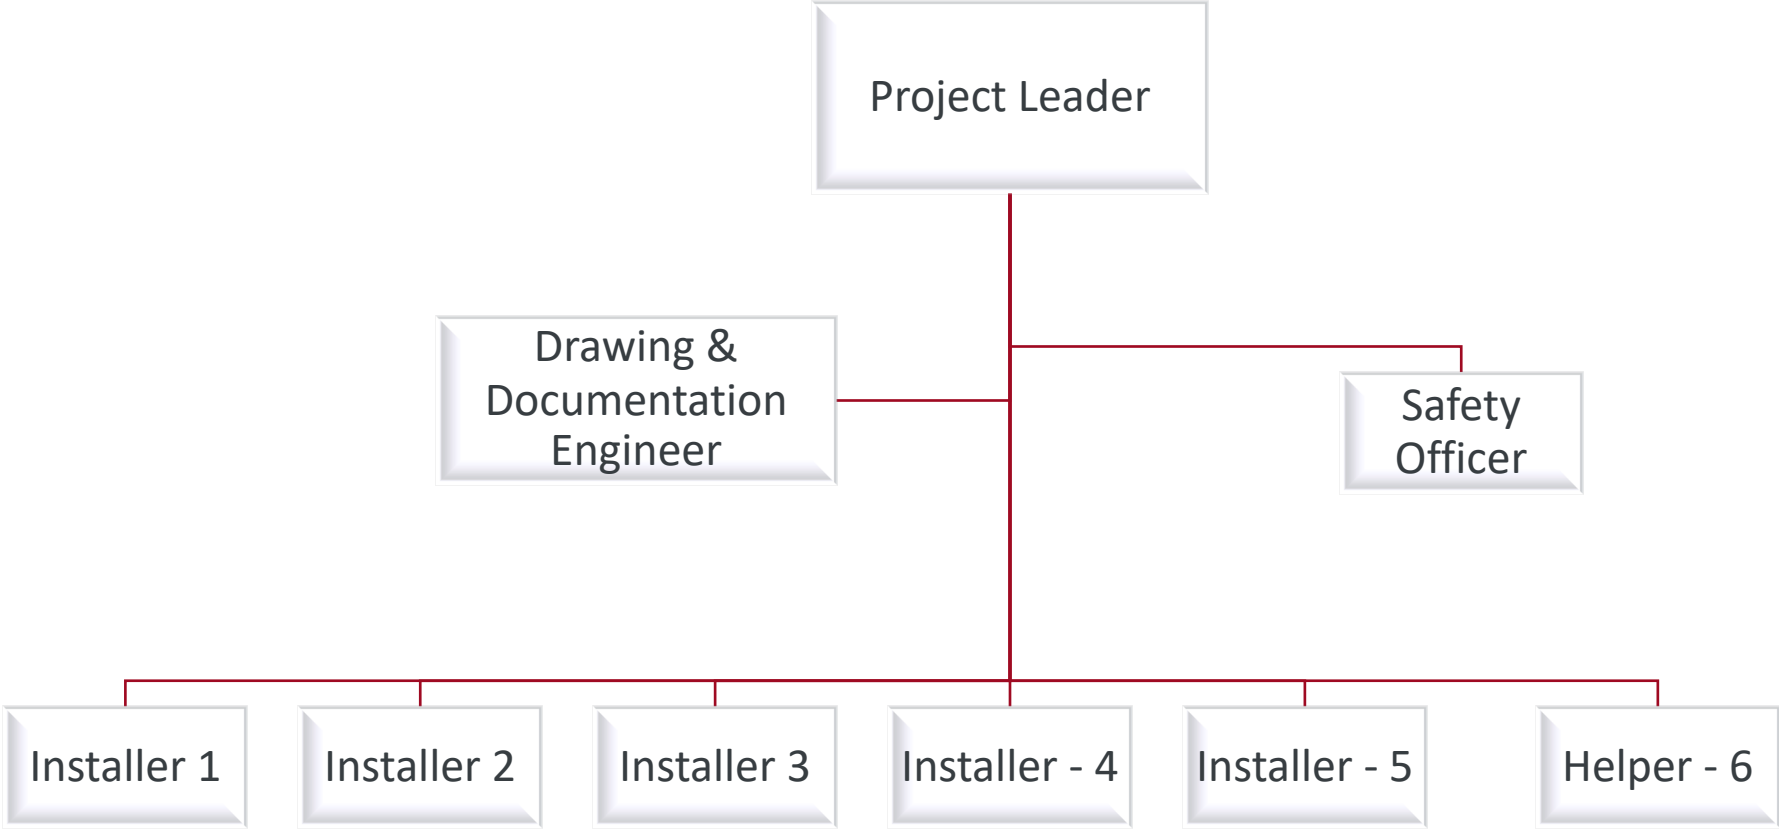 Project Leader
Drawing &
Documentation
Engineer
Safety
Officer
Installer 1
Installer 2
Installer 3
Installer - 4
Installer - 5
Helper - 6